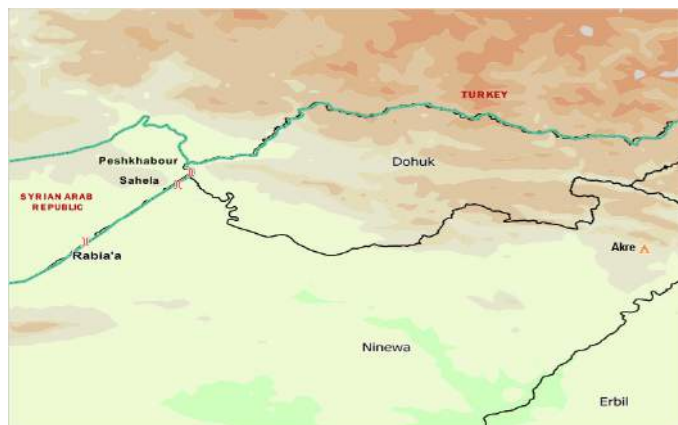 TURKEY
Peshkhabour
Dohuk
Sahela
SYRIAN ARAB
REPUBLIC
Akre
Rabia'a
Ninewa
Erbil